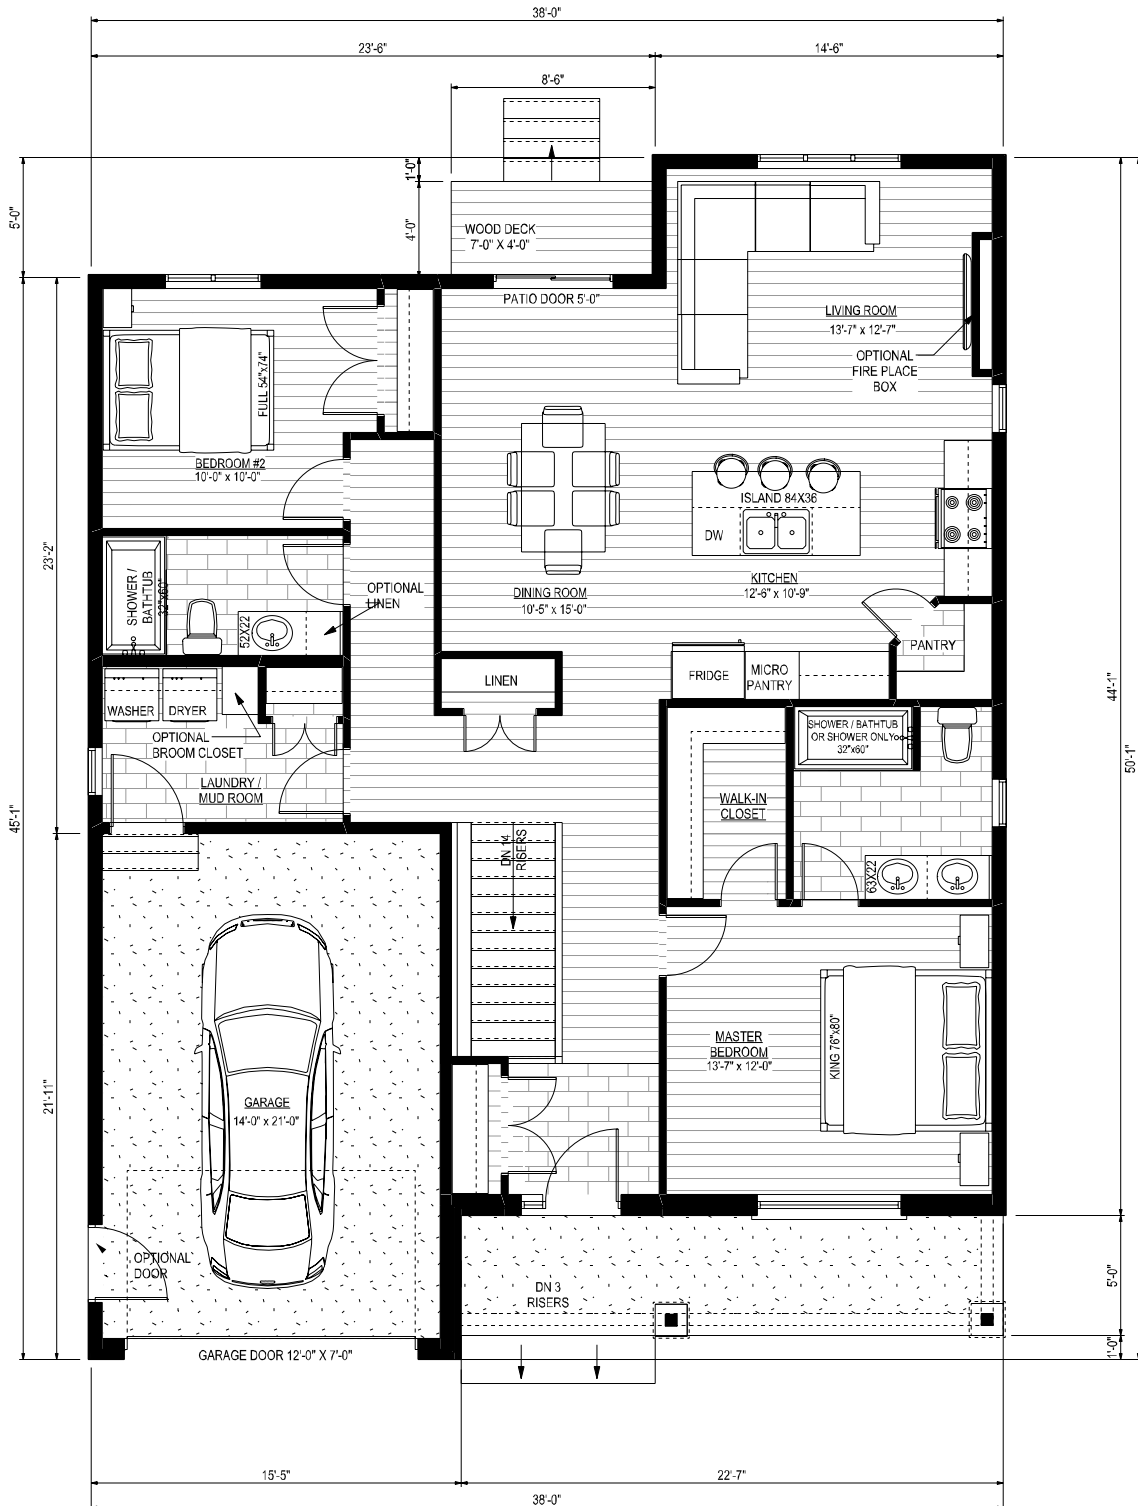 38'-0"
23'-6"
14'-6"
8'-6"
5'-0"
1'-0"
4'-0"
WOOD DECK
7'-0" X 4'-0"
PATIO DOOR 5'-0"
LIVING ROOM
13'-7" x 12'-7"
OPTIONAL
FIRE PLACE
BOX
FULL 54"x74"
BEDROOM #2
10'-0" x 10'-0"
ISLAND 84X36
DW
KITCHEN
12'-6" x 10'-9"
DINING ROOM
10'-5" x 15'-0"
23'-2"
SHOWER /
BATHTUB
32"x60"
52X22
OPTIONAL
LINEN
PANTRY
FRIDGE
MICRO
PANTRY
LINEN
WASHER
DRYER
OPTIONAL
BROOM CLOSET
LAUNDRY /
MUD ROOM
SHOWER / BATHTUB
OR SHOWER ONLY
32"x60"
WALK-IN
CLOSET
63X22
44'-1"
50'-1"
45'-1"
DN 14
RISERS
MASTER
BEDROOM
13'-7" x 12'-0"
KING 76"x80"
GARAGE
14'-0" x 21'-0"
21'-11"
OPTIONAL
DOOR
DN 3
RISERS
5'-0"
1'-0"
GARAGE DOOR 12'-0" X 7'-0"
15'-5"
22'-7"
38'-0"